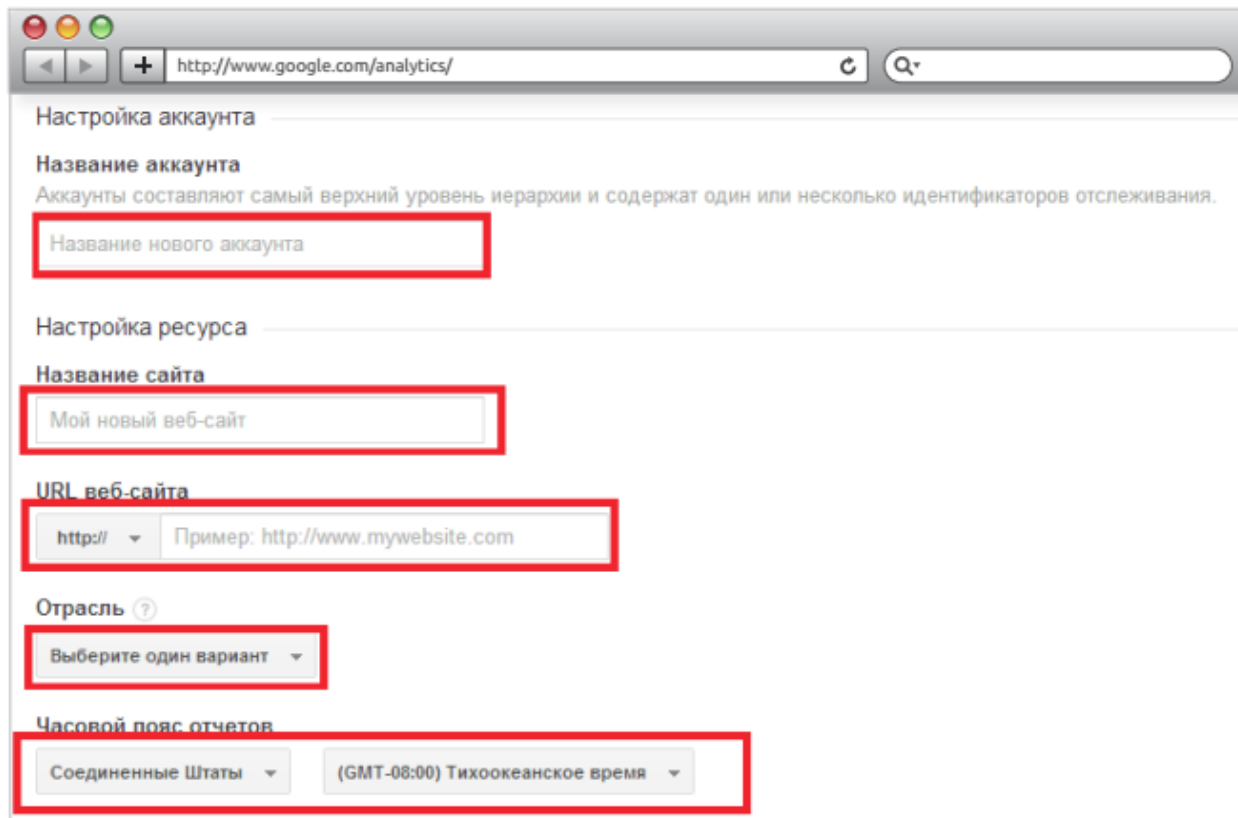 http://www.google.com/analytics/
Настройка аккаунта
Название аккаунта
Аккаунты составляют самый верхний уровень иерархии и содержат один или несколько идентификаторов отслеживания.
Название нового аккаунта
Настройка ресурса
Название сайта
Мой новый веб-сайт
URL веб-сайта
http:// Пример: http://www.mywebsite.com
Отрасль ?
Выберите один вариант
Часовой пояс отчетов
Соединенные Штаты (GMT-08:00) Тихоокеанское время